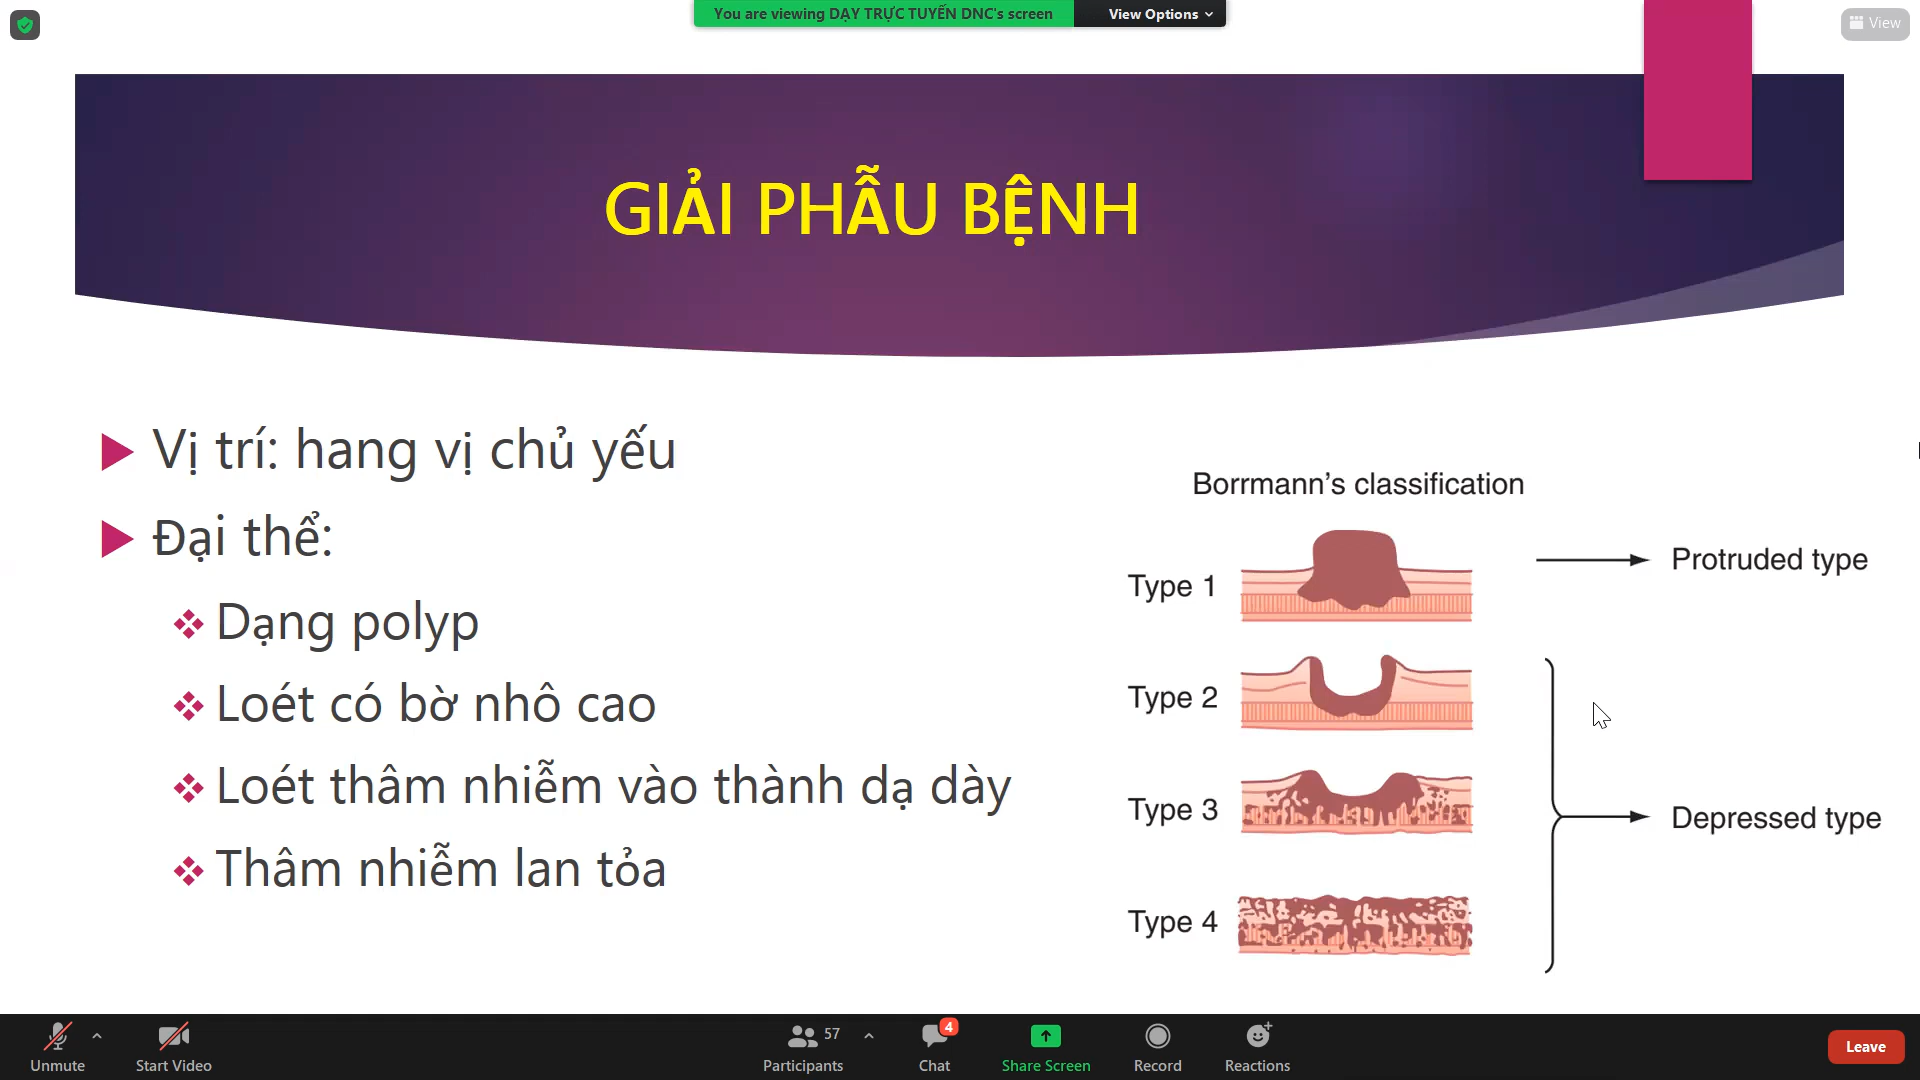 You are viewing DẠY TRỰC TUYẾN DNC's screen
View Options
View
GIẢI PHẪU BỆNH
Vị trí: hang vị chủ yếu
Đại thể:
Dạng polyp
Loét có bờ nhô cao
Loét thâm nhiễm vào thành dạ dày
Thâm nhiễm lan tỏa
Borrmann's classification
Type 1
Protruded type
Type 2
Type 3
Depressed type
Type 4
Unmute
Start Video
57
Participants
4
Chat
Share Screen
Record
Reactions
Leave